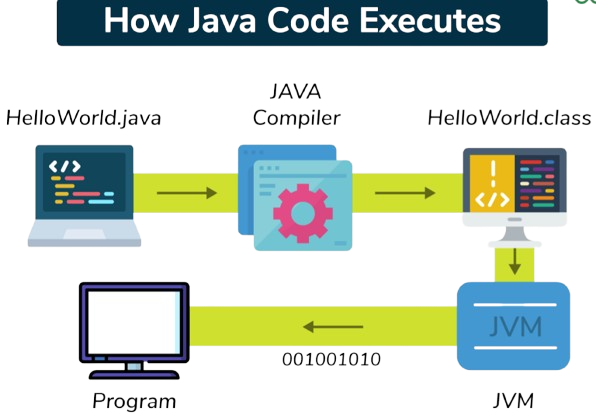 How Java Code Executes
HelloWorld.java
JAVA
Compiler
HelloWorld.class
</>
!
</>
JVM
001001010
Program
JVM